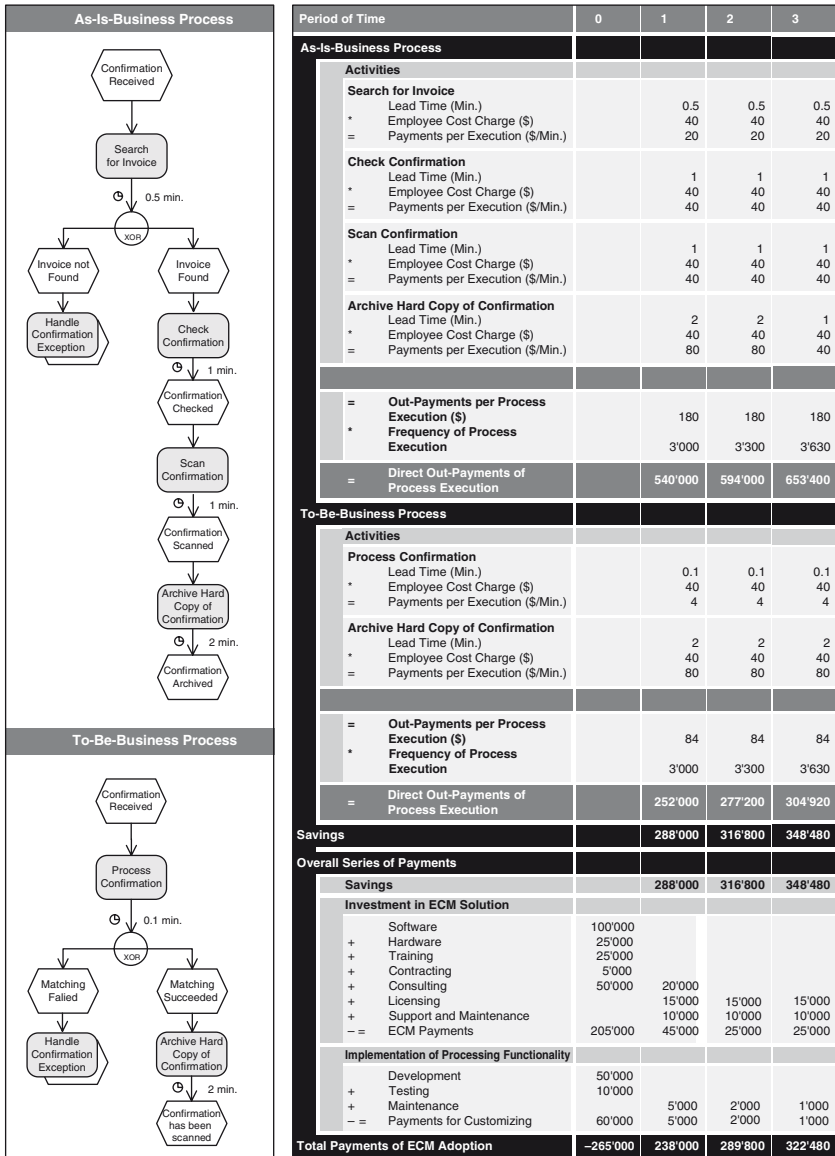 As-Is-Business Process
Confirmation
Received
Search
for Invoice
0.5 min.
XOR
Invoice not
Found
Invoice
Found
Handle
Confirmation
Exception
Check
Confirmation
1 min.
Confirmation
Checked
Scan
Confirmation
1 min.
Confirmation
Scanned
Archive Hard
Copy of
Confirmation
2 min.
Confirmation
Archived
To-Be-Business Process
Confirmation
Received
Process
Confirmation
0.1 min.
XOR
Matching
Falied
Matching
Succeeded
Handle
Confirmation
Exception
Archive Hard
Copy of
Confirmation
2 min.
Confirmation
has been
scanned
Period of Time 0 1 2 3
As-Is-Business Process
Activities
Search for Invoice
Lead Time (Min.) 0.5 0.5 0.5
* Employee Cost Charge ($) 40 40 40
= Payments per Execution ($/Min.) 20 20 20
Check Confirmation
Lead Time (Min.) 1 1 1
* Employee Cost Charge ($) 40 40 40
= Payments per Execution ($/Min.) 40 40 40
Scan Confirmation
Lead Time (Min.) 1 1 1
* Employee Cost Charge ($) 40 40 40
= Payments per Execution ($/Min.) 40 40 40
Archive Hard Copy of Confirmation
Lead Time (Min.) 2 2 1
* Employee Cost Charge ($) 40 40 40
= Payments per Execution ($/Min.) 80 80 40
= Out-Payments per Process
Execution ($) 180 180 180
* Frequency of Process
Execution 3'000 3'300 3'630
= Direct Out-Payments of
Process Execution 540'000 594'000 653'400
To-Be-Business Process
Activities
Process Confirmation
Lead Time (Min.) 0.1 0.1 0.1
* Employee Cost Charge ($) 40 40 40
= Payments per Execution ($/Min.) 4 4 4
Archive Hard Copy of Confirmation
Lead Time (Min.) 2 2 2
* Employee Cost Charge ($) 40 40 40
= Payments per Execution ($/Min.) 80 80 80
= Out-Payments per Process
Execution ($) 84 84 84
* Frequency of Process
Execution 3'000 3'300 3'630
= Direct Out-Payments of
Process Execution 252'000 277'200 304'920
Savings 288'000 316'800 348'480
Overall Series of Payments
Savings 288'000 316'800 348'480
Investment in ECM Solution
Software 100'000
+ Hardware 25'000
+ Training 25'000
+ Contracting 5'000
+ Consulting 50'000 20'000
+ Licensing 15'000 15'000 15'000
+ Support and Maintenance 10'000 10'000 10'000
– = ECM Payments 205'000 45'000 25'000 25'000
Implementation of Processing Functionality
Development 50'000
+ Testing 10'000
+ Maintenance 5'000 2'000 1'000
– = Payments for Customizing 60'000 5'000 2'000 1'000
Total Payments of ECM Adoption –265'000 238'000 289'800 322'480